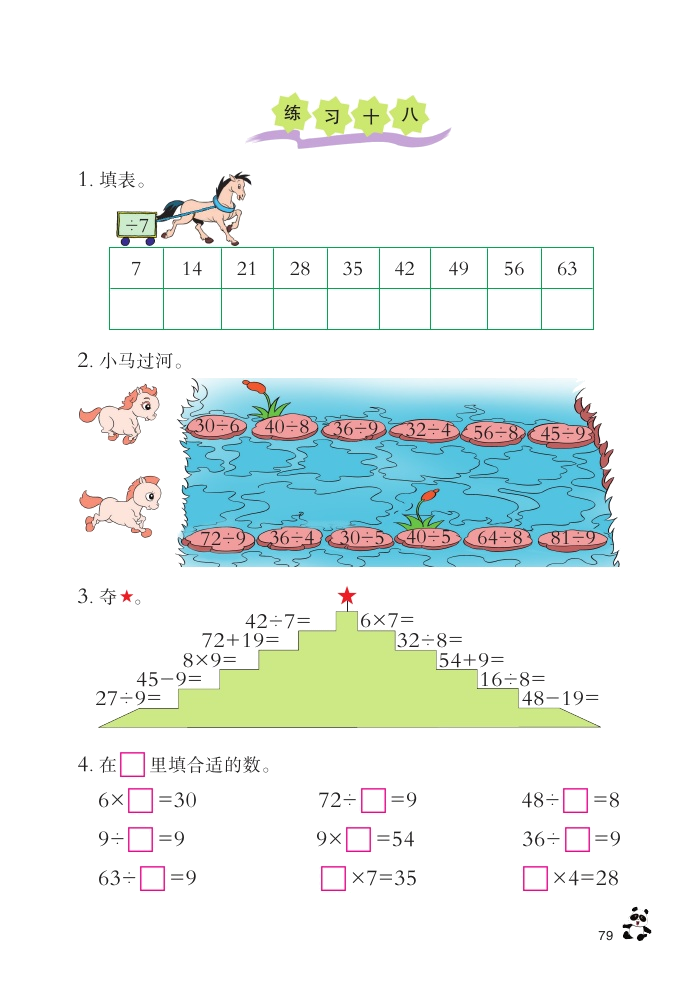 练习十八
1. 填表。
÷7
7 14 21 28 35 42 49 56 63
2. 小马过河。
30÷6 40÷8 36÷9 32÷4 56÷8 45÷9
72÷9 36÷4 30÷5 40÷5 64÷8 81÷9
3. 夺★。
42÷7= 6×7=
72+19= 32÷8=
8×9= 54+9=
45-9= 16÷8=
27÷9= 48-19=
4. 在□里填合适的数。
6×□=30 72÷□=9 48÷□=8
9÷□=9 9×□=54 36÷□=9
63÷□=9 □×7=35 □×4=28
79